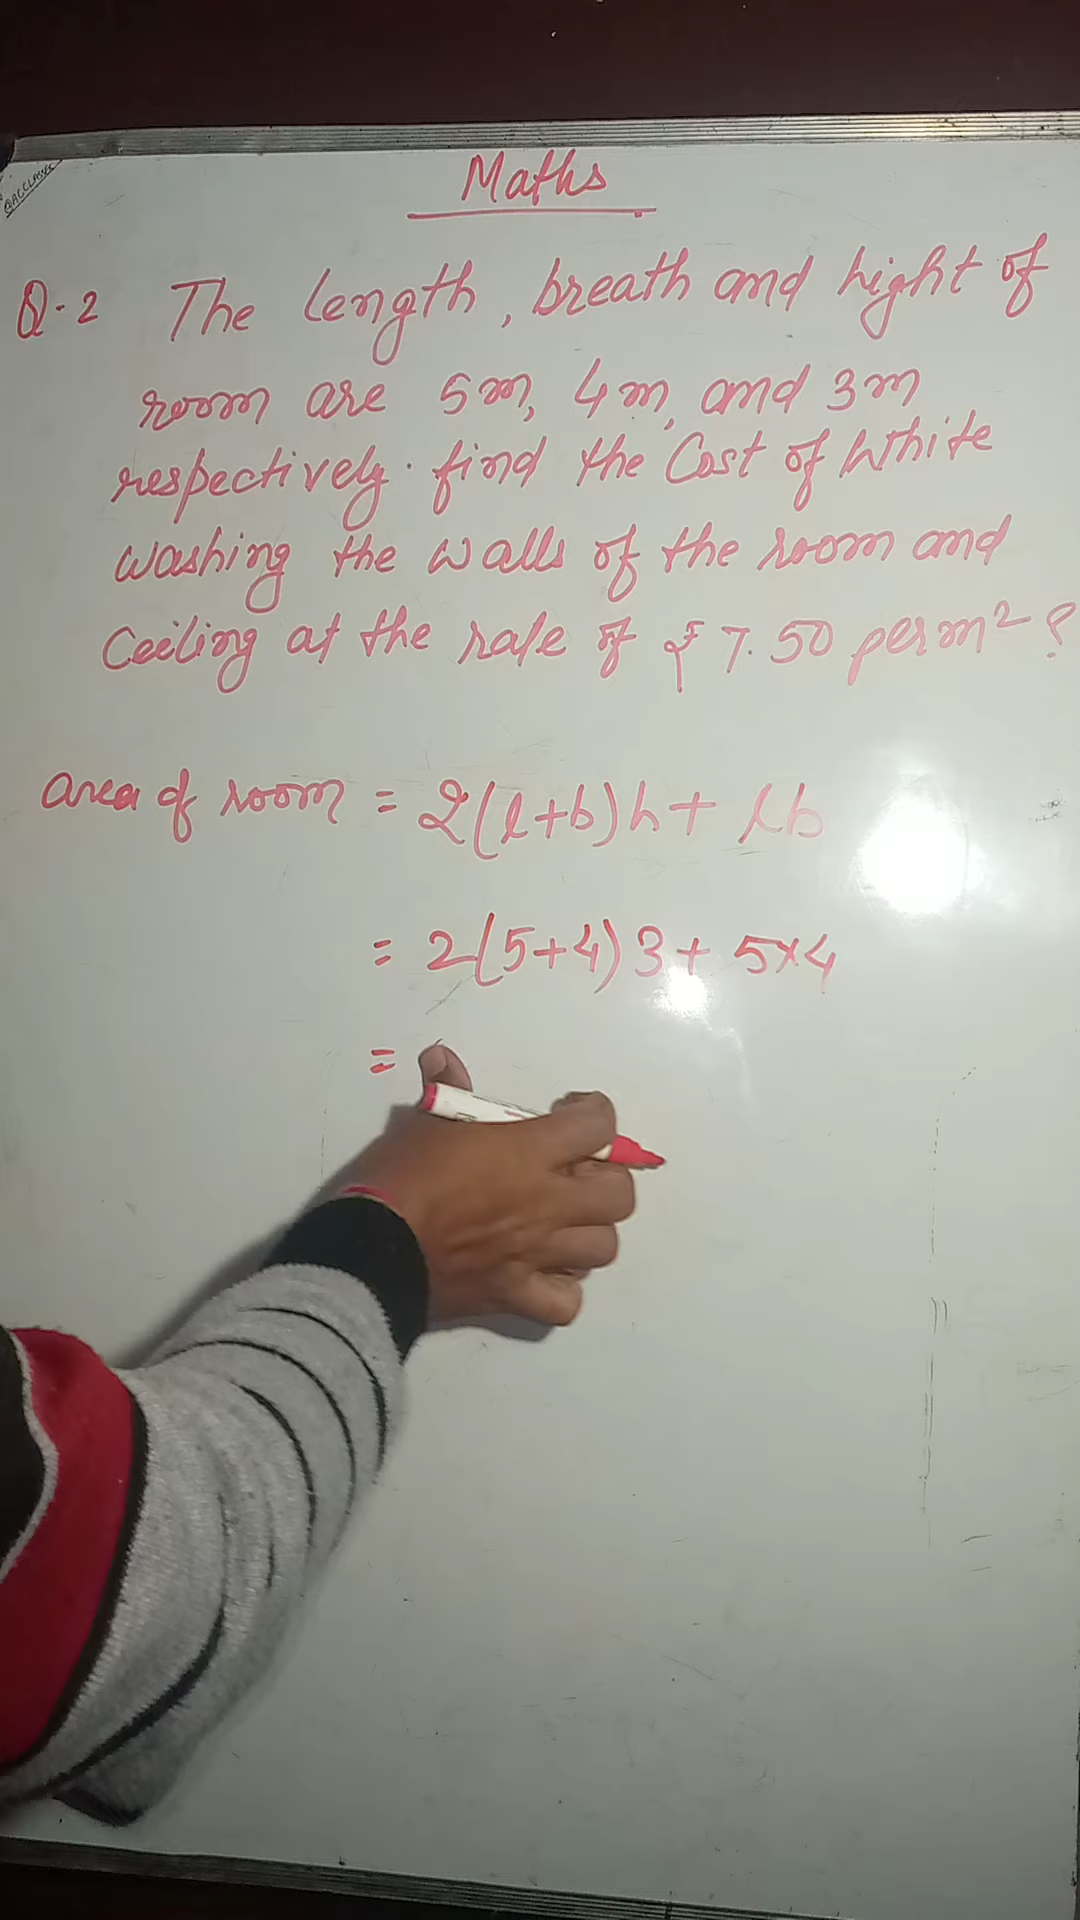 @ACCLASSES
Maths
Q.2 The length, breath and hight of
room are 5m, 4m, and 3m
respectively. find the Cost of White
washing the walls of the room and
Ceiling at the rate of ₹ 7.50 per m² ?
area of room = 2(l+b)h+ lb
= 2(5+4)3+ 5×4
=